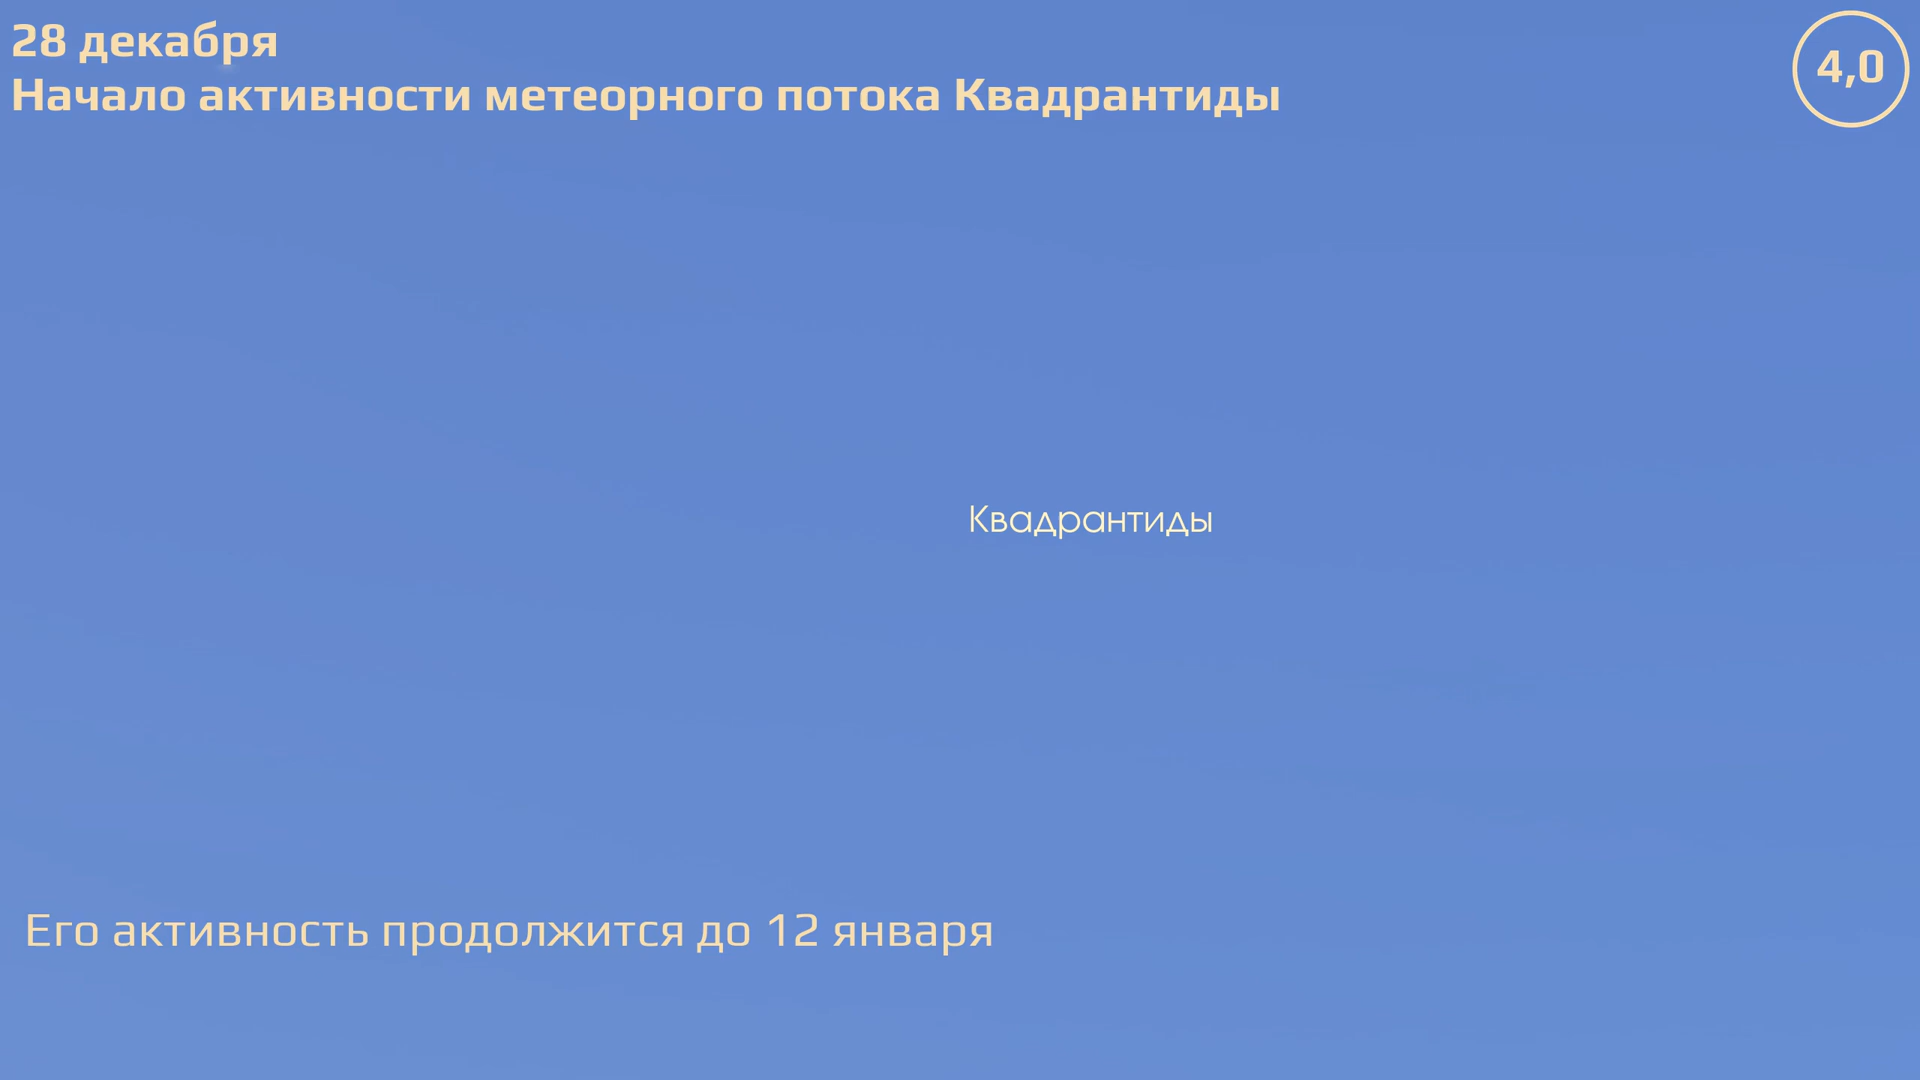 28 декабря
Начало активности метеорного потока Квадрантиды
4,0
Квадрантиды
Его активность продолжится до 12 января